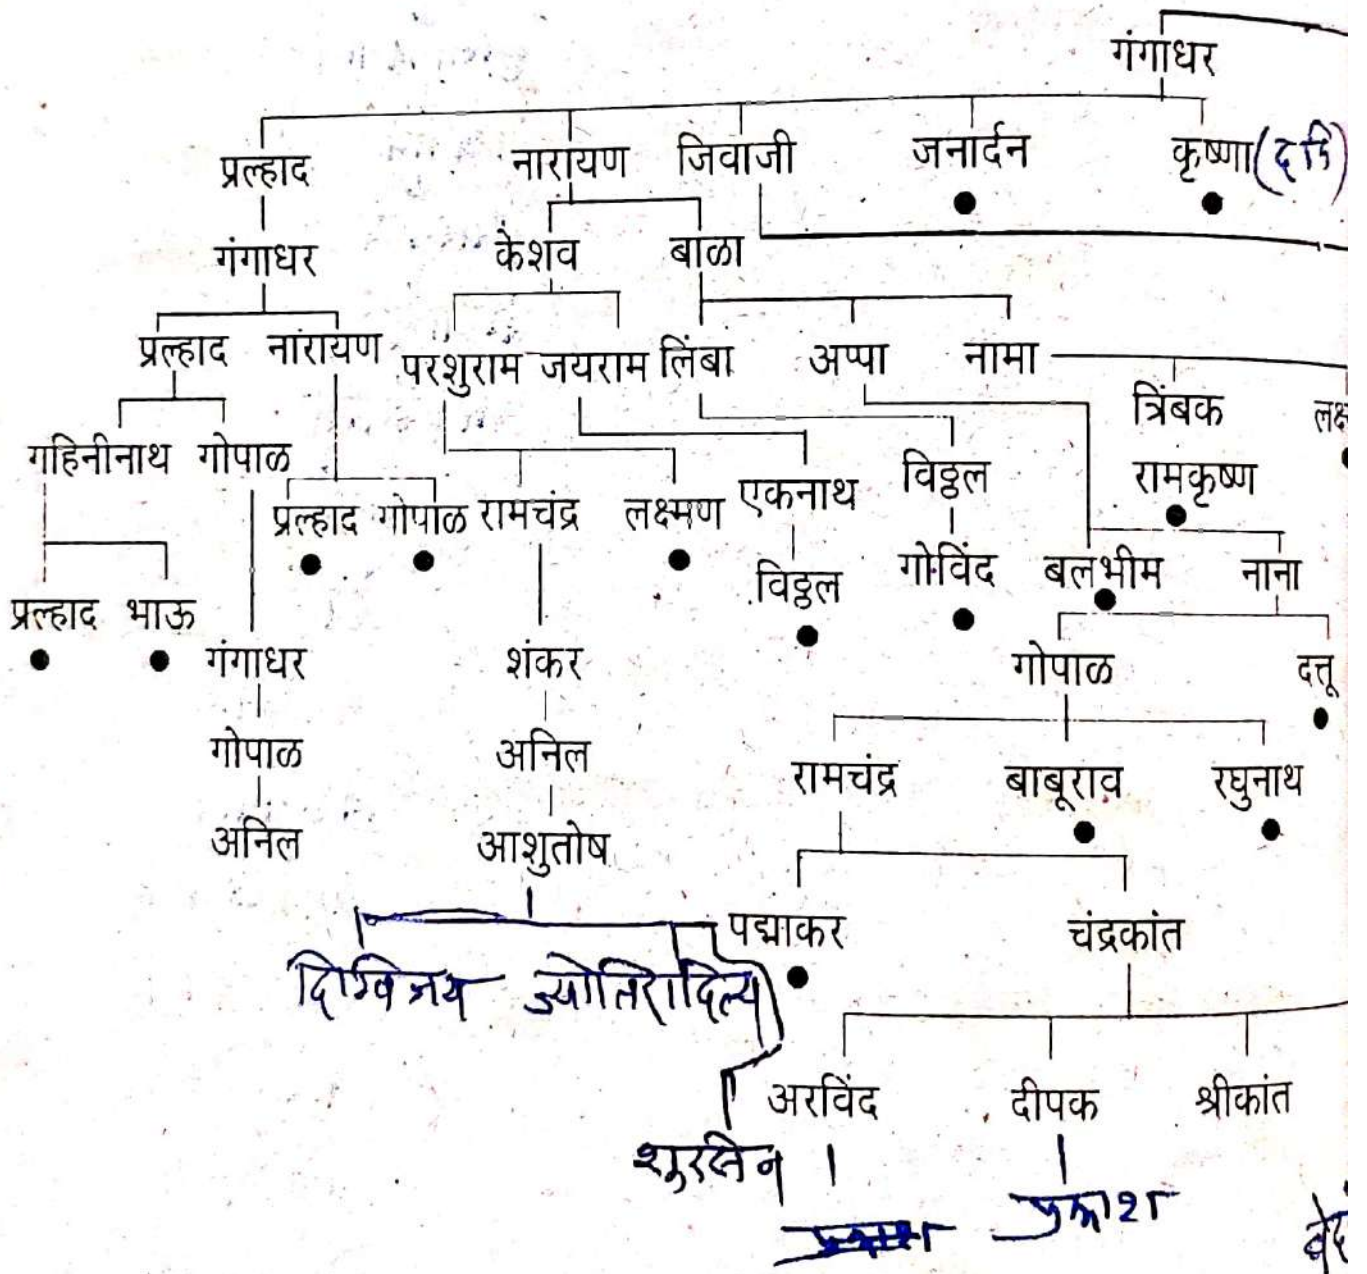 गंगाधर
प्रल्हाद नारायण जिवाजी जनार्दन कृष्णा
गंगाधर केशव बाळा
प्रल्हाद नारायण परशुराम जयराम लिंबा अप्पा नामा
त्रिंबक
गहिनीनाथ गोपाळ विठ्ठल रामकृष्ण
प्रल्हाद गोपाळ रामचंद्र लक्ष्मण एकनाथ
विठ्ठल गोविंद बलभीम नाना
प्रल्हाद भाऊ
गंगाधर शंकर गोपाळ दत्तू
गोपाळ अनिल रामचंद्र बाबूराव रघुनाथ
अनिल आशुतोष
पद्माकर चंद्रकांत
दिग्विजय ज्योतिरादित्य
अरविंद दीपक श्रीकांत
शुरसेन
प्रकाश